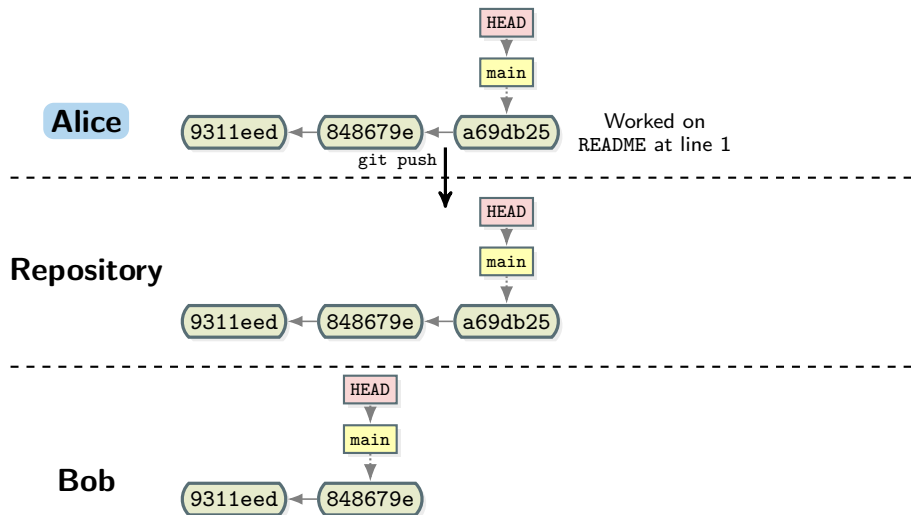 HEAD
main
Alice
9311eed 848679e a69db25
Worked on
README at line 1
git push
HEAD
main
Repository
9311eed 848679e a69db25
HEAD
main
Bob
9311eed 848679e